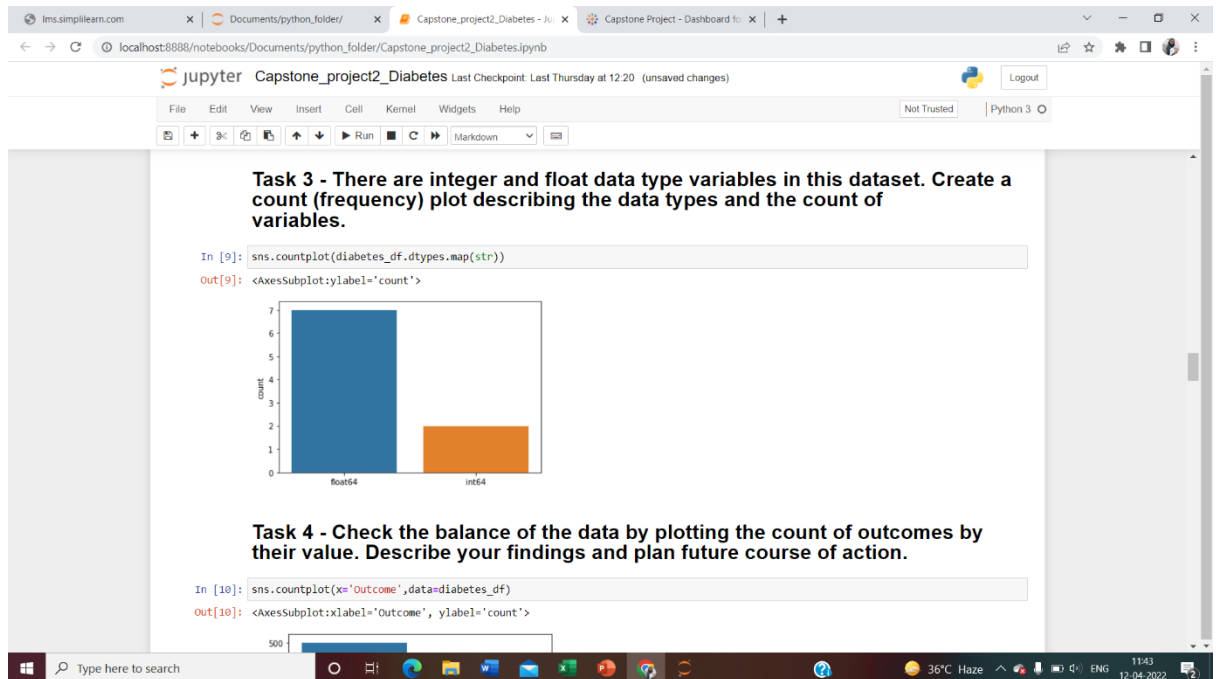 lms.simplilearn.com
Documents/python_folder/
Capstone_project2_Diabetes - Ju
Capstone Project - Dashboard fo
localhost:8888/notebooks/Documents/python_folder/Capstone_project2_Diabetes.ipynb
jupyter Capstone_project2_Diabetes Last Checkpoint: Last Thursday at 12:20 (unsaved changes)
Logout
File Edit View Insert Cell Kernel Widgets Help
Not Trusted
Python 3
Run
Markdown
Task 3 - There are integer and float data type variables in this dataset. Create a
count (frequency) plot describing the data types and the count of
variables.
In [9]: sns.countplot(diabetes_df.dtypes.map(str))
Out[9]: <AxesSubplot:ylabel='count'>
7
6
5
4
3
2
1
0
count
float64
int64
Task 4 - Check the balance of the data by plotting the count of outcomes by
their value. Describe your findings and plan future course of action.
In [10]: sns.countplot(x='Outcome',data=diabetes_df)
Out[10]: <AxesSubplot:xlabel='Outcome', ylabel='count'>
500
Type here to search
36°C Haze
ENG
11:43
12-04-2022
2